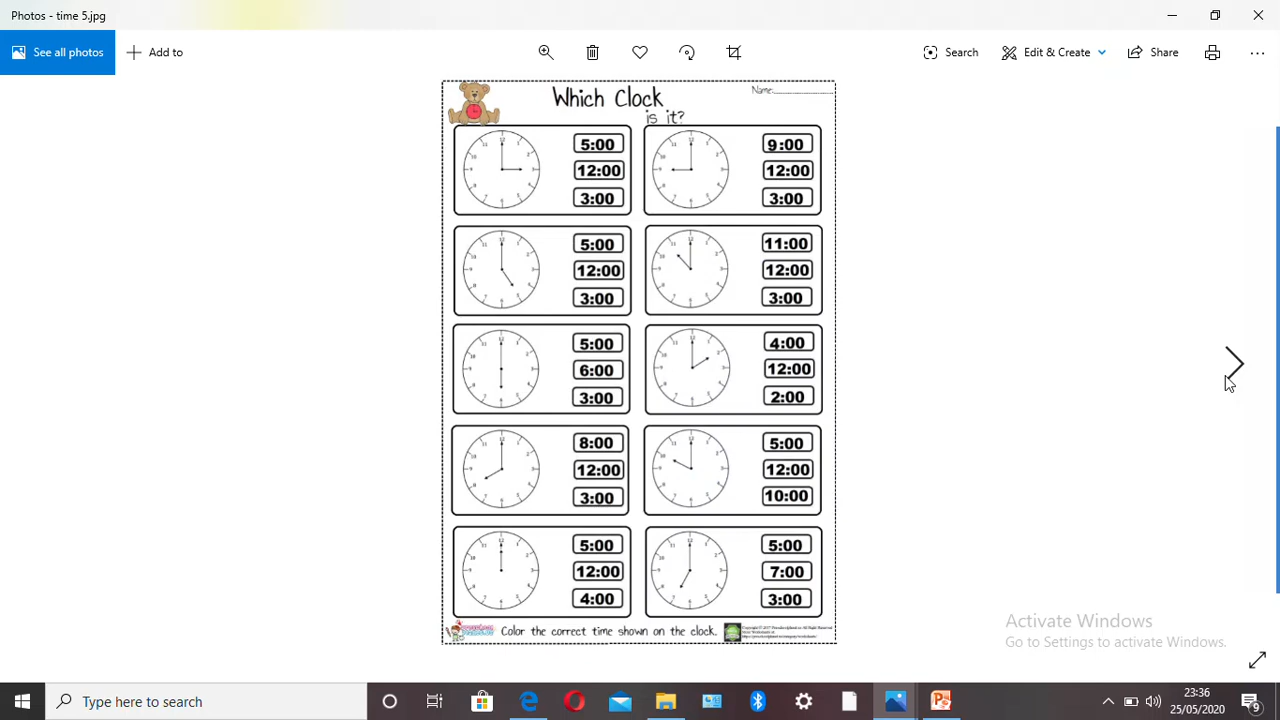 Photos - time 5.jpg
See all photos
Add to
Search
Edit & Create
Share
Name:
Which Clock
is it?
5:00
12:00
3:00
9:00
12:00
3:00
5:00
12:00
3:00
11:00
12:00
3:00
5:00
6:00
3:00
4:00
12:00
2:00
8:00
12:00
3:00
5:00
12:00
10:00
5:00
12:00
4:00
5:00
7:00
3:00
Color the correct time shown on the clock.
Activate Windows
Go to Settings to activate Windows.
Type here to search
23:36
25/05/2020
9